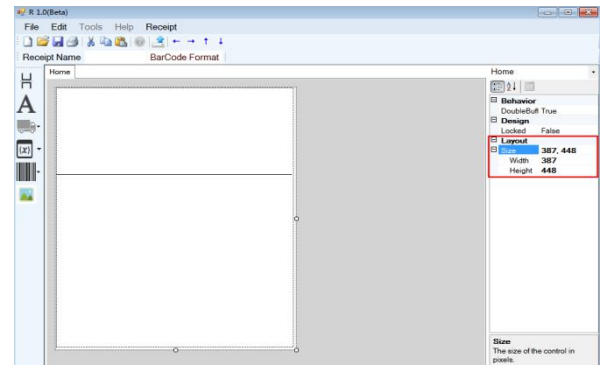 R 1.0(Beta)
File Edit Tools Help Receipt
Receipt Name BarCode Format
Home
A
{x}
Home
Behavior
DoubleBuff True
Design
Locked False
Layout
Size 387, 448
Width 387
Height 448
Size
The size of the control in
pixels.